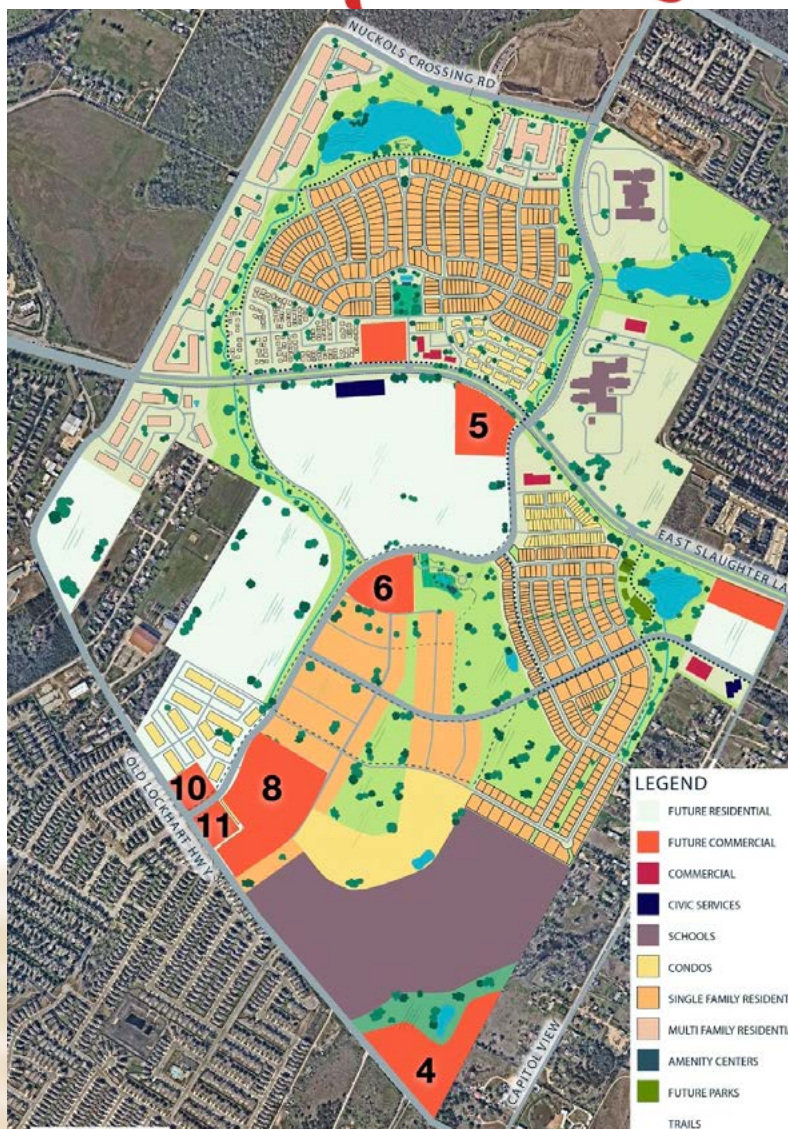 NUCKOLS CROSSING RD
5
EAST SLAUGHTER LA
6
10
8
11
OLD LOCKHART HWY
4
CAPITOL VIEW
LEGEND
FUTURE RESIDENTIAL
FUTURE COMMERCIAL
COMMERCIAL
CIVIC SERVICES
SCHOOLS
CONDOS
SINGLE FAMILY RESIDENT
MULTI FAMILY RESIDENTI
AMENITY CENTERS
FUTURE PARKS
TRAILS